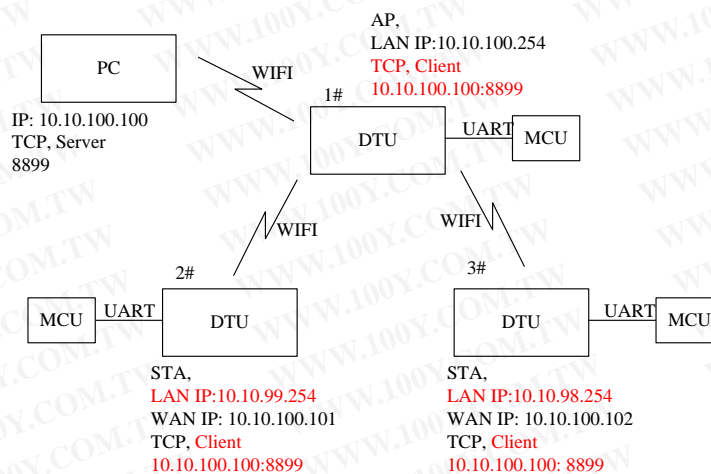 AP,
LAN IP:10.10.100.254
TCP, Client
10.10.100.100:8899
PC
WIFI
1#
IP: 10.10.100.100
TCP, Server
8899
DTU
UART
MCU
WIFI
WIFI
2#
3#
MCU
UART
DTU
DTU
UART
MCU
STA,
LAN IP:10.10.99.254
WAN IP: 10.10.100.101
TCP, Client
10.10.100.100:8899
STA,
LAN IP:10.10.98.254
WAN IP: 10.10.100.102
TCP, Client
10.10.100.100: 8899
WWW.100Y.COM.TW